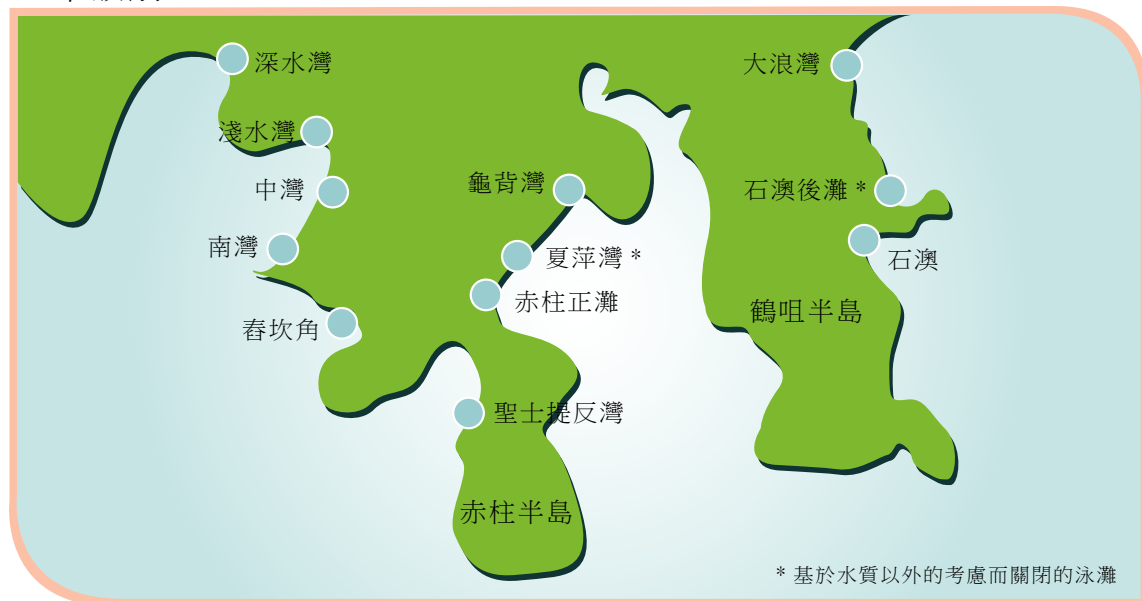 深水灣
大浪灣
淺水灣
中灣
龜背灣
石澳後灘 *
南灣
夏萍灣 *
石澳
赤柱正灘
鶴咀半島
舂坎角
聖士提反灣
赤柱半島
* 基於水質以外的考慮而關閉的泳灘